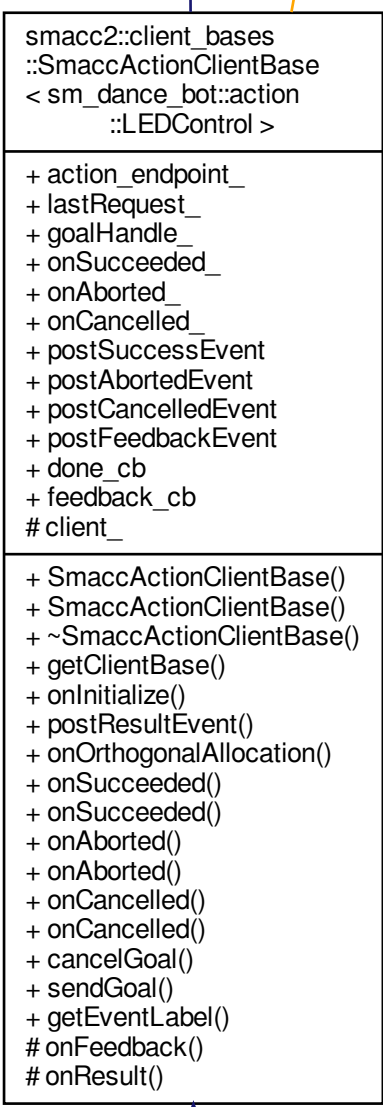 smacc2::client_bases
::SmaccActionClientBase
< sm_dance_bot::action
::LEDControl >
+ action_endpoint_
+ lastRequest_
+ goalHandle_
+ onSucceeded_
+ onAborted_
+ onCancelled_
+ postSuccessEvent
+ postAbortedEvent
+ postCancelledEvent
+ postFeedbackEvent
+ done_cb
+ feedback_cb
# client_
+ SmaccActionClientBase()
+ SmaccActionClientBase()
+ ~SmaccActionClientBase()
+ getClientBase()
+ onInitialize()
+ postResultEvent()
+ onOrthogonalAllocation()
+ onSucceeded()
+ onSucceeded()
+ onAborted()
+ onAborted()
+ onCancelled()
+ onCancelled()
+ cancelGoal()
+ sendGoal()
+ getEventLabel()
# onFeedback()
# onResult()